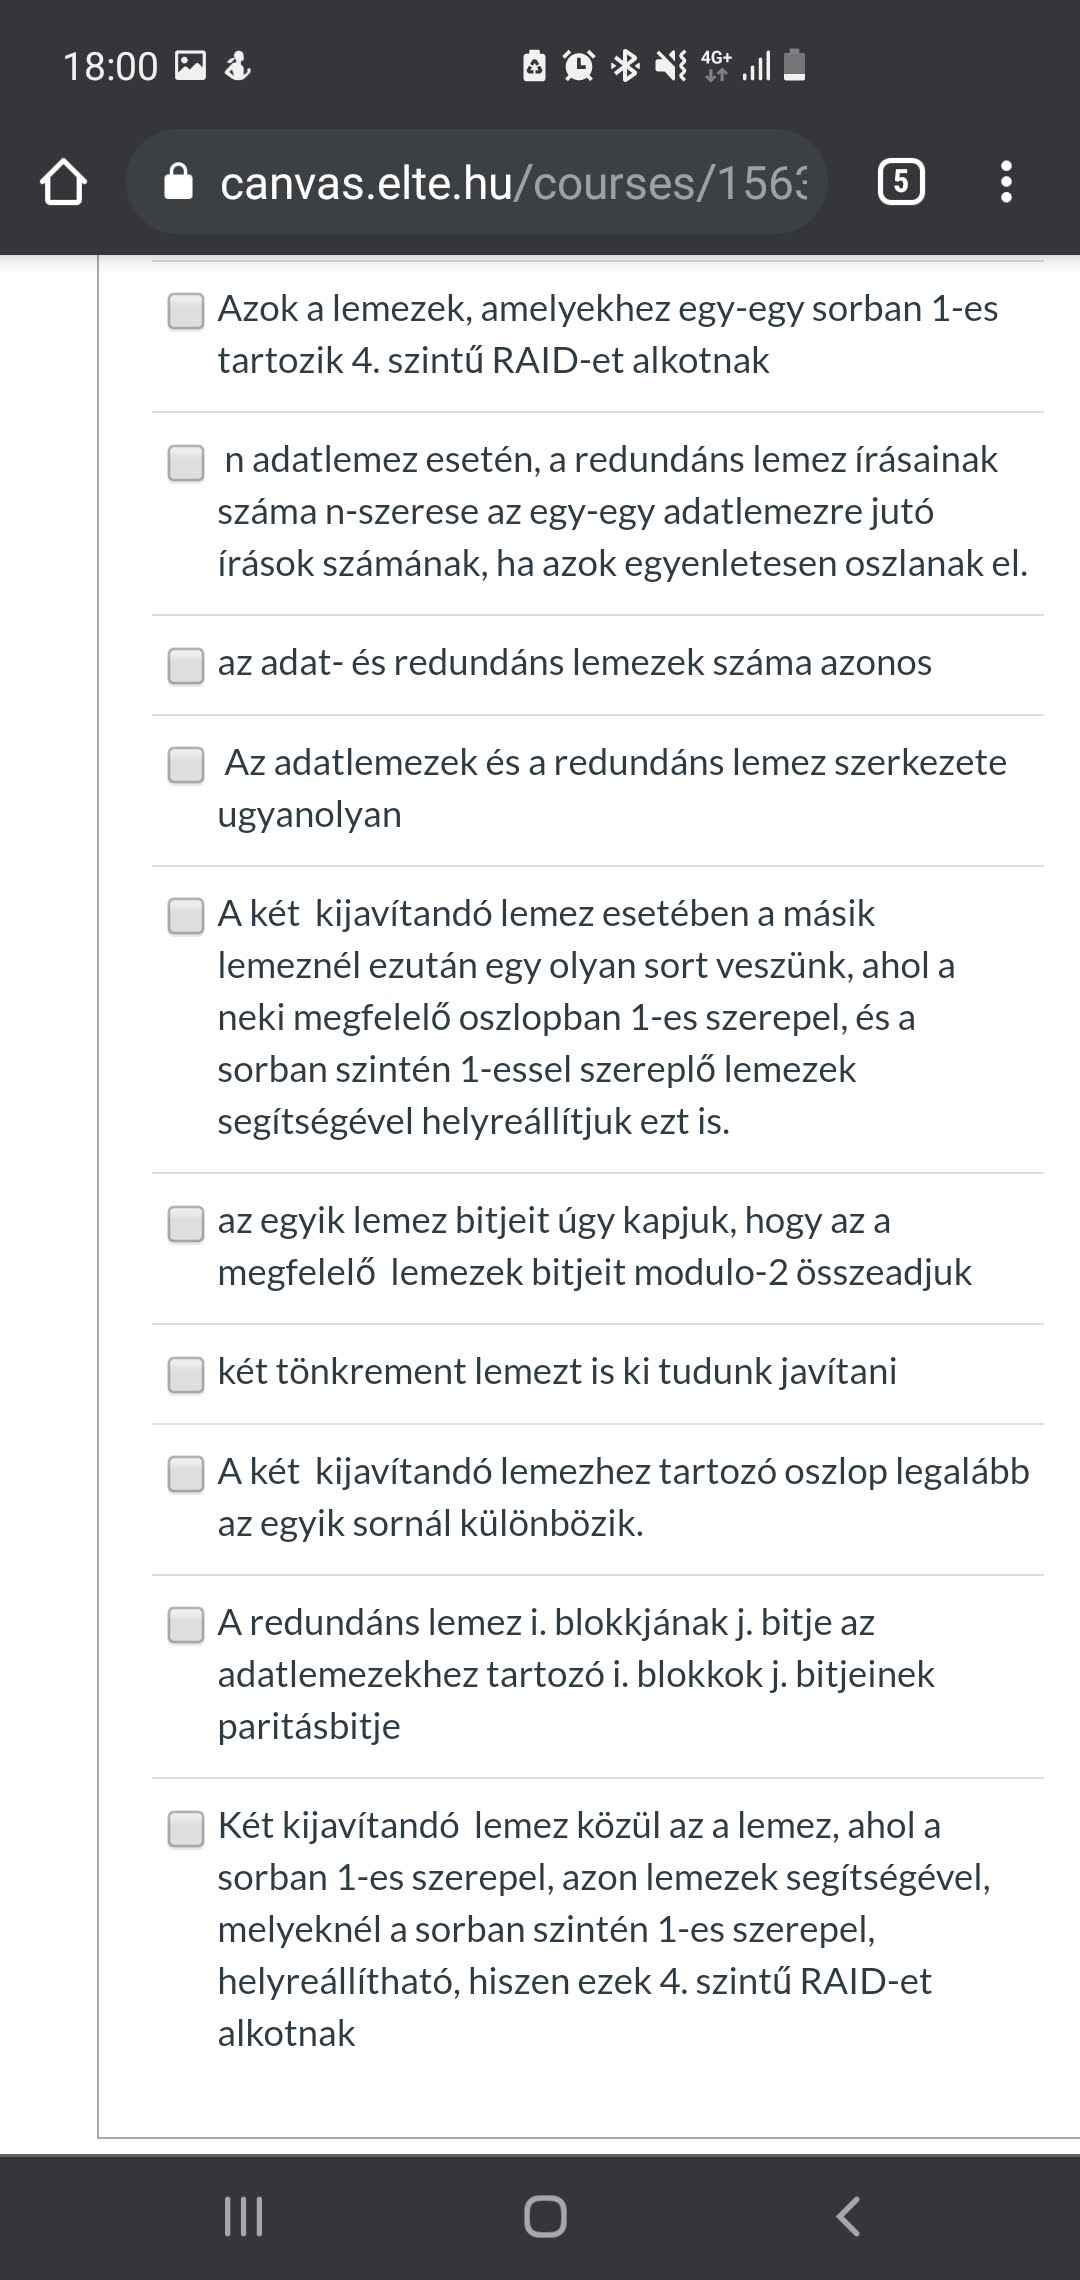 18:00
4G+
canvas.elte.hu/courses/1563
5
Azok a lemezek, amelyekhez egy-egy sorban 1-es
tartozik 4. szintű RAID-et alkotnak
n adatlemez esetén, a redundáns lemez írásainak
száma n-szerese az egy-egy adatlemezre jutó
írások számának, ha azok egyenletesen oszlanak el.
az adat- és redundáns lemezek száma azonos
Az adatlemezek és a redundáns lemez szerkezete
ugyanolyan
A két kijavítandó lemez esetében a másik
lemeznél ezután egy olyan sort veszünk, ahol a
neki megfelelő oszlopban 1-es szerepel, és a
sorban szintén 1-essel szereplő lemezek
segítségével helyreállítjuk ezt is.
az egyik lemez bitjeit úgy kapjuk, hogy az a
megfelelő lemezek bitjeit modulo-2 összeadjuk
két tönkrement lemezt is ki tudunk javítani
A két kijavítandó lemezhez tartozó oszlop legalább
az egyik sornál különbözik.
A redundáns lemez i. blokkjának j. bitje az
adatlemezekhez tartozó i. blokkok j. bitjeinek
paritásbitje
Két kijavítandó lemez közül az a lemez, ahol a
sorban 1-es szerepel, azon lemezek segítségével,
melyeknél a sorban szintén 1-es szerepel,
helyreállítható, hiszen ezek 4. szintű RAID-et
alkotnak